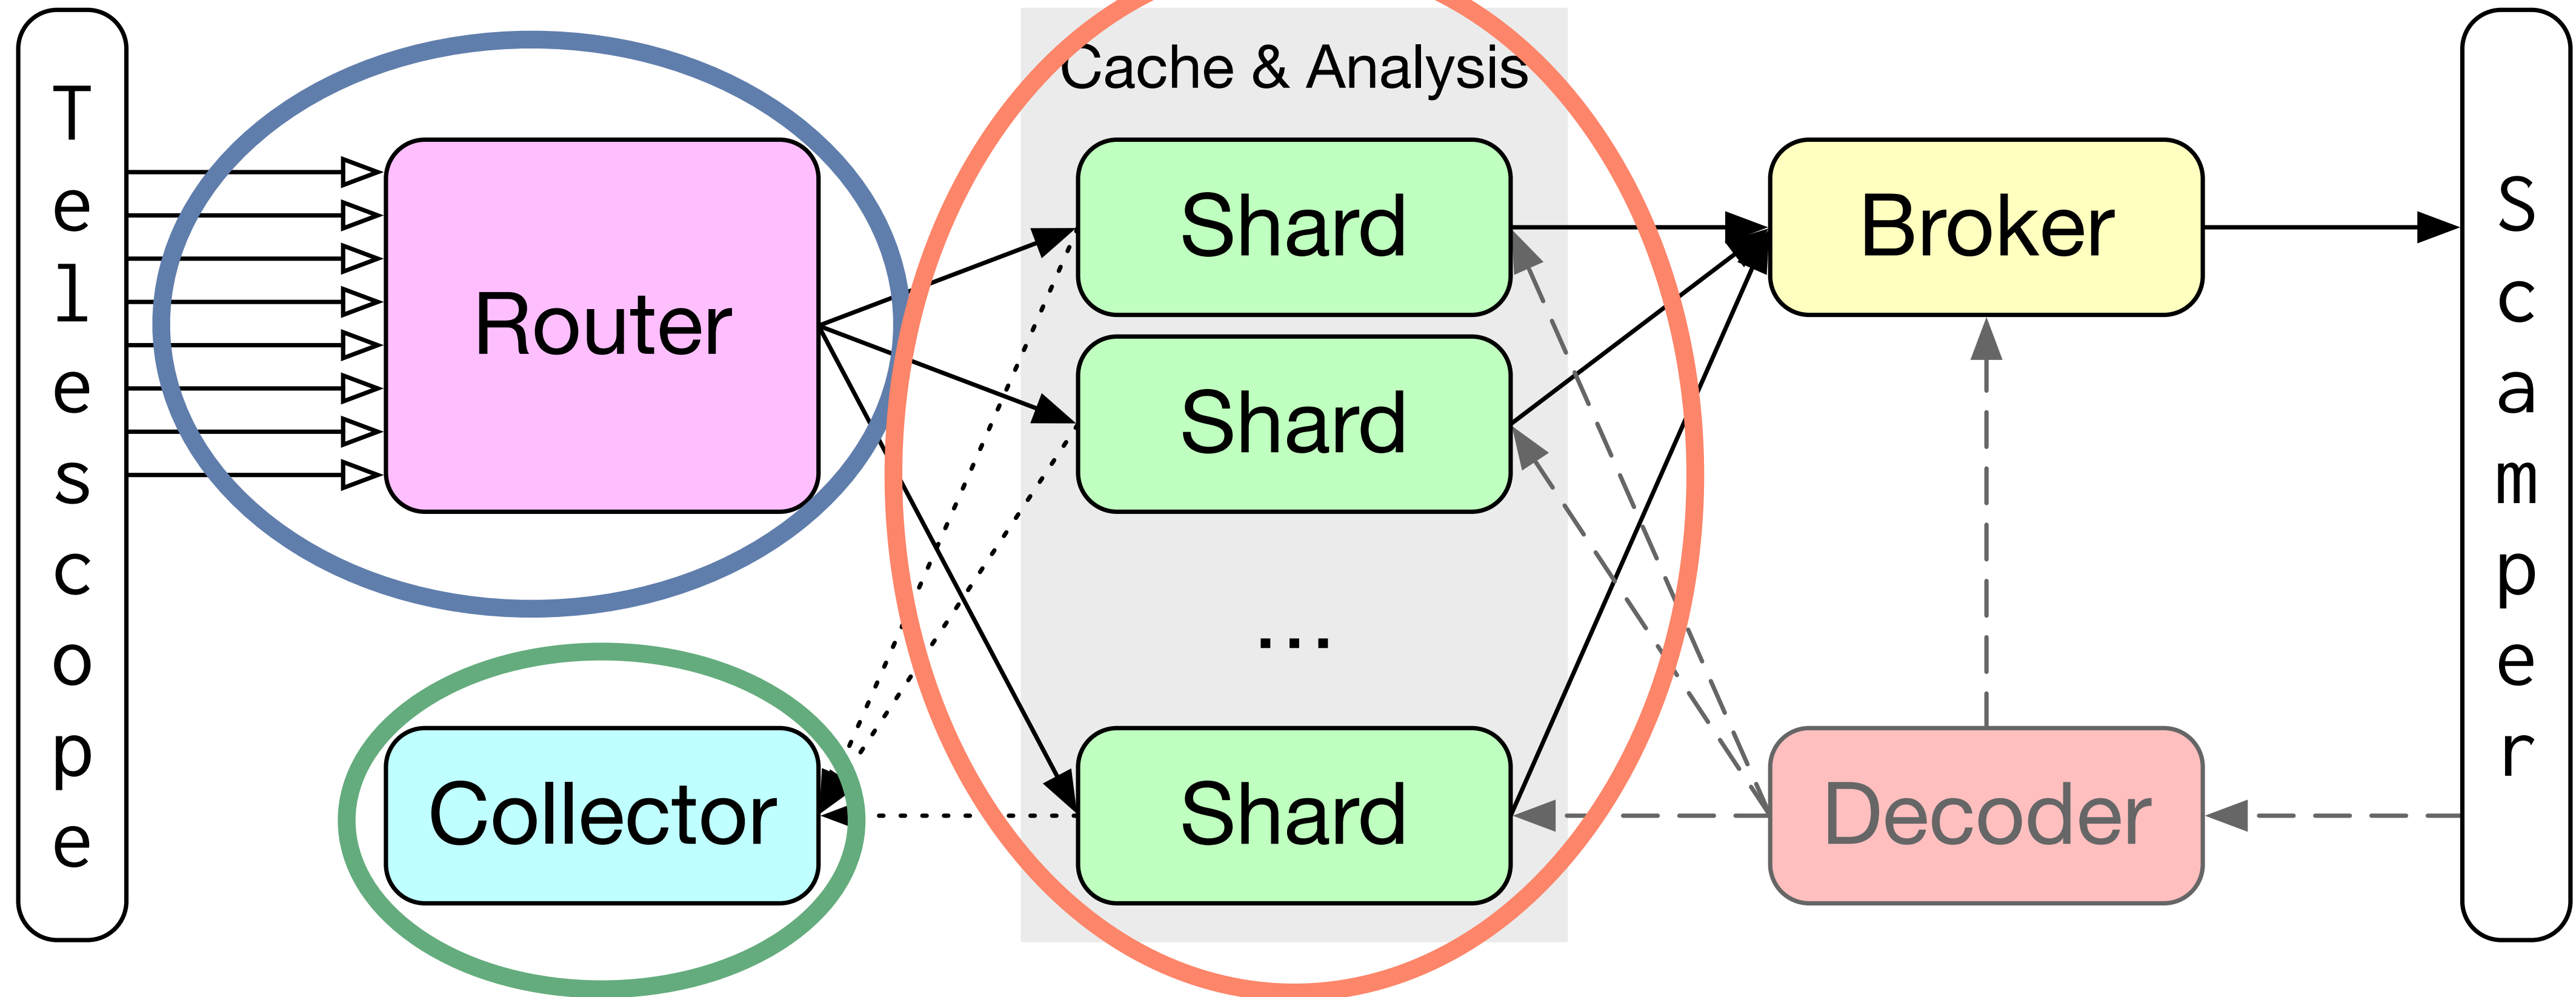 Telescope
Cache & Analysis
Router
Shard
Shard
...
Shard
Collector
Broker
Decoder
Scamper